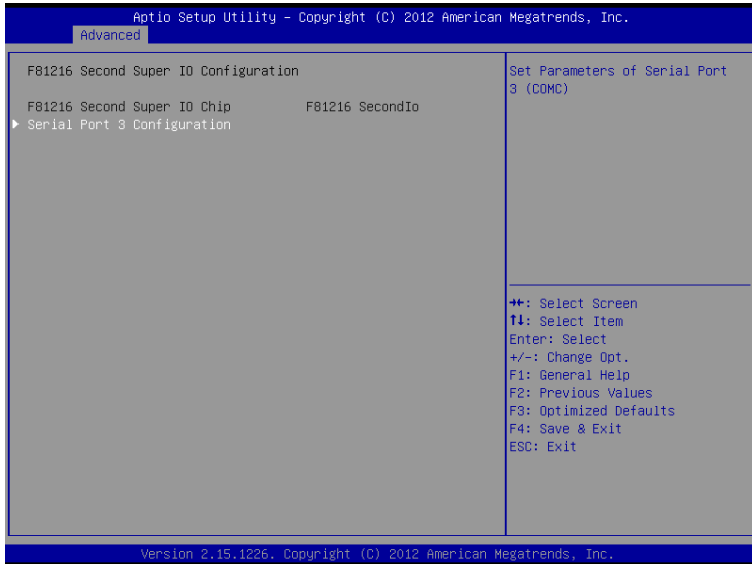 Aptio Setup Utility – Copyright (C) 2012 American Megatrends, Inc.
Advanced
F81216 Second Super IO Configuration
F81216 Second Super IO Chip F81216 SecondIo
▶ Serial Port 3 Configuration
Set Parameters of Serial Port
3 (COMC)
→←: Select Screen
↑↓: Select Item
Enter: Select
+/-: Change Opt.
F1: General Help
F2: Previous Values
F3: Optimized Defaults
F4: Save & Exit
ESC: Exit
Version 2.15.1226. Copyright (C) 2012 American Megatrends, Inc.